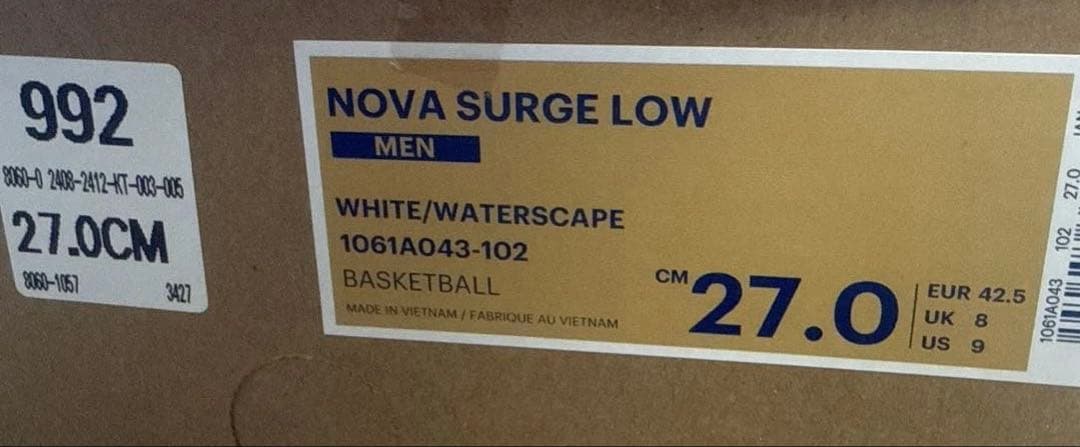 992
8060-0 2408-2412-KT-003-005
27.0CM
8060-1057 3427
NOVA SURGE LOW
MEN
WHITE/WATERSCAPE
1061A043-102
BASKETBALL
MADE IN VIETNAM / FABRIQUE AU VIETNAM
CM 27.0
EUR 42.5
UK 8
US 9
1061A043 102 27.0